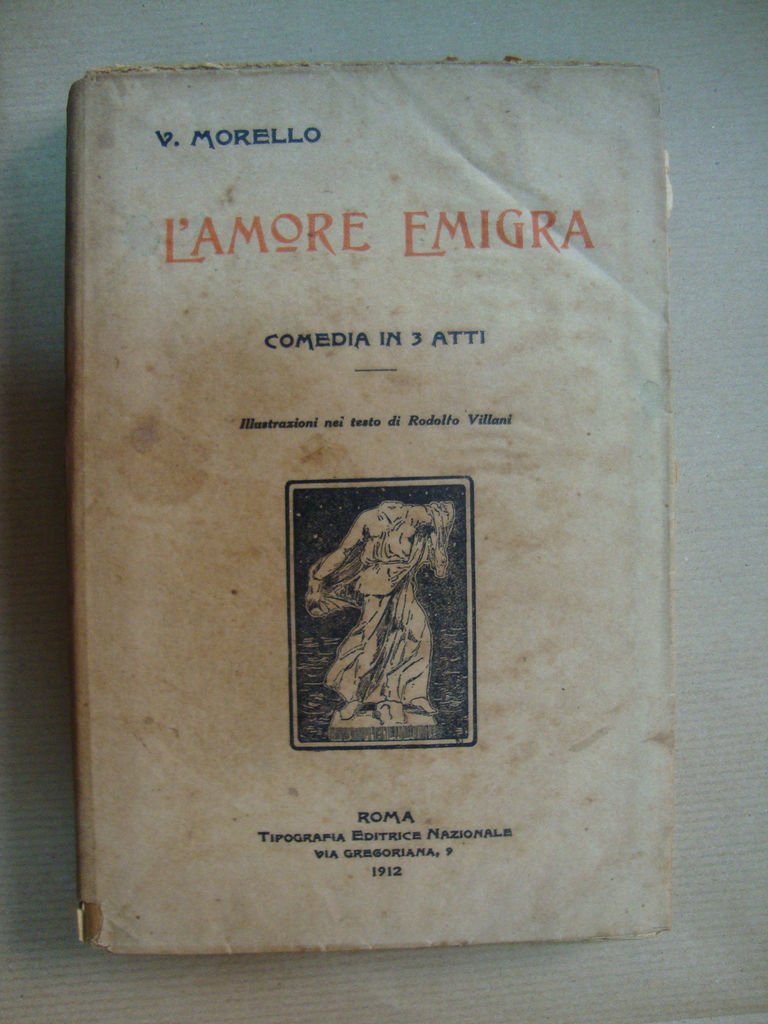 V. MORELLO
L'AMORE EMIGRA
COMEDIA IN 3 ATTI
Illustrazioni nei testo di Rodolfo Villani
ROMA
TIPOGRAFIA EDITRICE NAZIONALE
VIA GREGORIANA, 9
1912